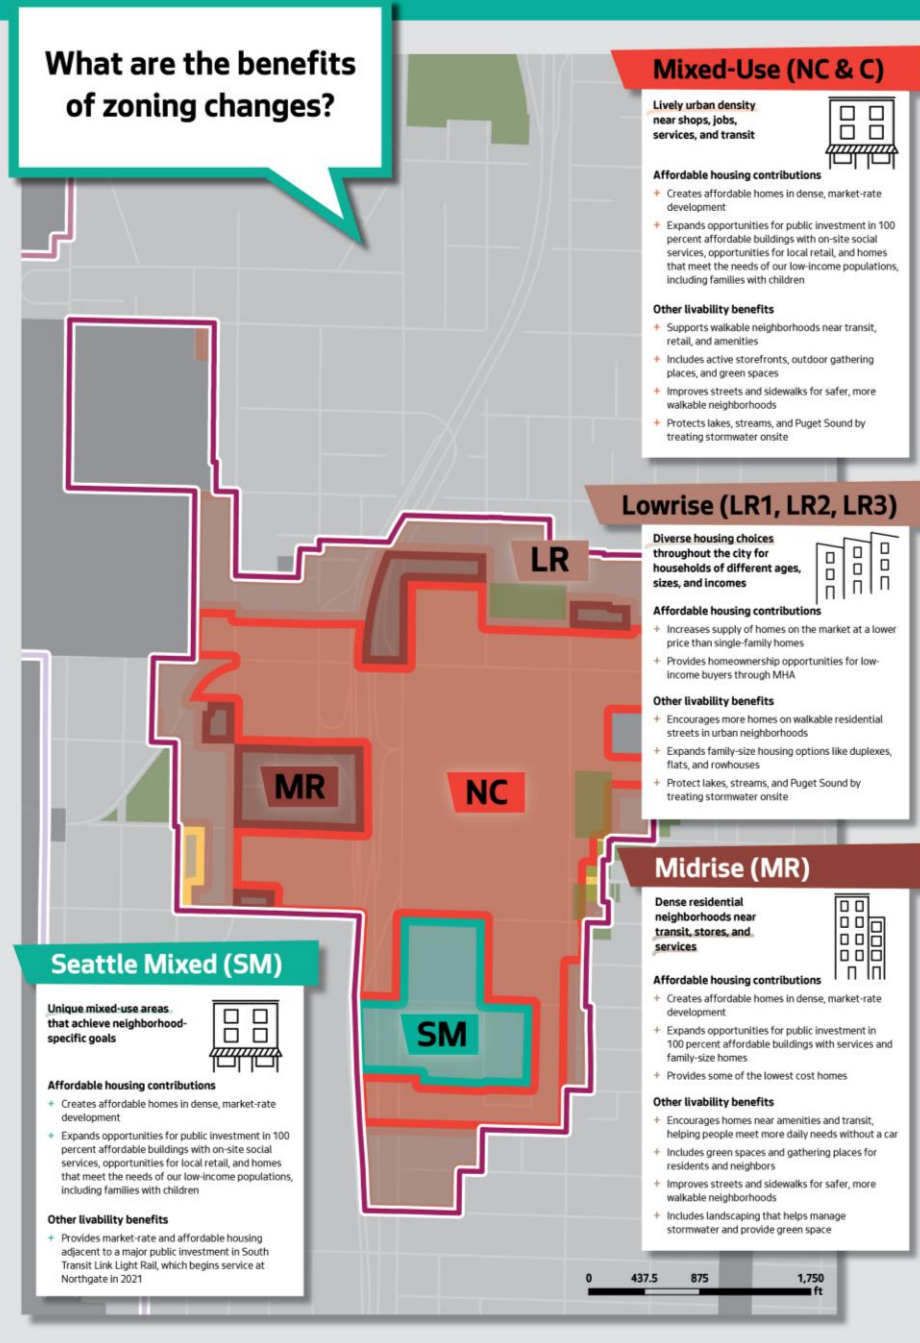 What are the benefits
of zoning changes?
Mixed-Use (NC & C)
Lively urban density
near shops, jobs,
services, and transit
Affordable housing contributions
+ Creates affordable homes in dense, market-rate
development
+ Expands opportunities for public investment in 100
percent affordable buildings with on-site social
services, opportunities for local retail, and homes
that meet the needs of our low-income populations,
including families with children
Other livability benefits
+ Supports walkable neighborhoods near transit,
retail, and amenities
+ Includes active storefronts, outdoor gathering
places, and green spaces
+ Improves streets and sidewalks for safer, more
walkable neighborhoods
+ Protects lakes, streams, and Puget Sound by
treating stormwater onsite
Lowrise (LR1, LR2, LR3)
Diverse housing choices
throughout the city for
households of different ages,
sizes, and incomes
Affordable housing contributions
+ Increases supply of homes on the market at a lower
price than single-family homes
+ Provides homeownership opportunities for low-
income buyers through MHA
Other livability benefits
+ Encourages more homes on walkable residential
streets in urban neighborhoods
+ Expands family-size housing options like duplexes,
flats, and rowhouses
+ Protect lakes, streams, and Puget Sound by
treating stormwater onsite
LR
MR
NC
SM
Midrise (MR)
Dense residential
neighborhoods near
transit, stores, and
services
Affordable housing contributions
+ Creates affordable homes in dense, market-rate
development
+ Expands opportunities for public investment in
100 percent affordable buildings with services and
family-size homes
+ Provides some of the lowest cost homes
Other livability benefits
+ Encourages homes near amenities and transit,
helping people meet more daily needs without a car
+ Includes green spaces and gathering places for
residents and neighbors
+ Improves streets and sidewalks for safer, more
walkable neighborhoods
+ Includes landscaping that helps manage
stormwater and provide green space
Seattle Mixed (SM)
Unique mixed-use areas
that achieve neighborhood-
specific goals
Affordable housing contributions
+ Creates affordable homes in dense, market-rate
development
+ Expands opportunities for public investment in 100
percent affordable buildings with on-site social
services, opportunities for local retail, and homes
that meet the needs of our low-income populations,
including families with children
Other livability benefits
+ Provides market-rate and affordable housing
adjacent to a major public investment in South
Transit Link Light Rail, which begins service at
Northgate in 2021
0 437.5 875 1,750
ft